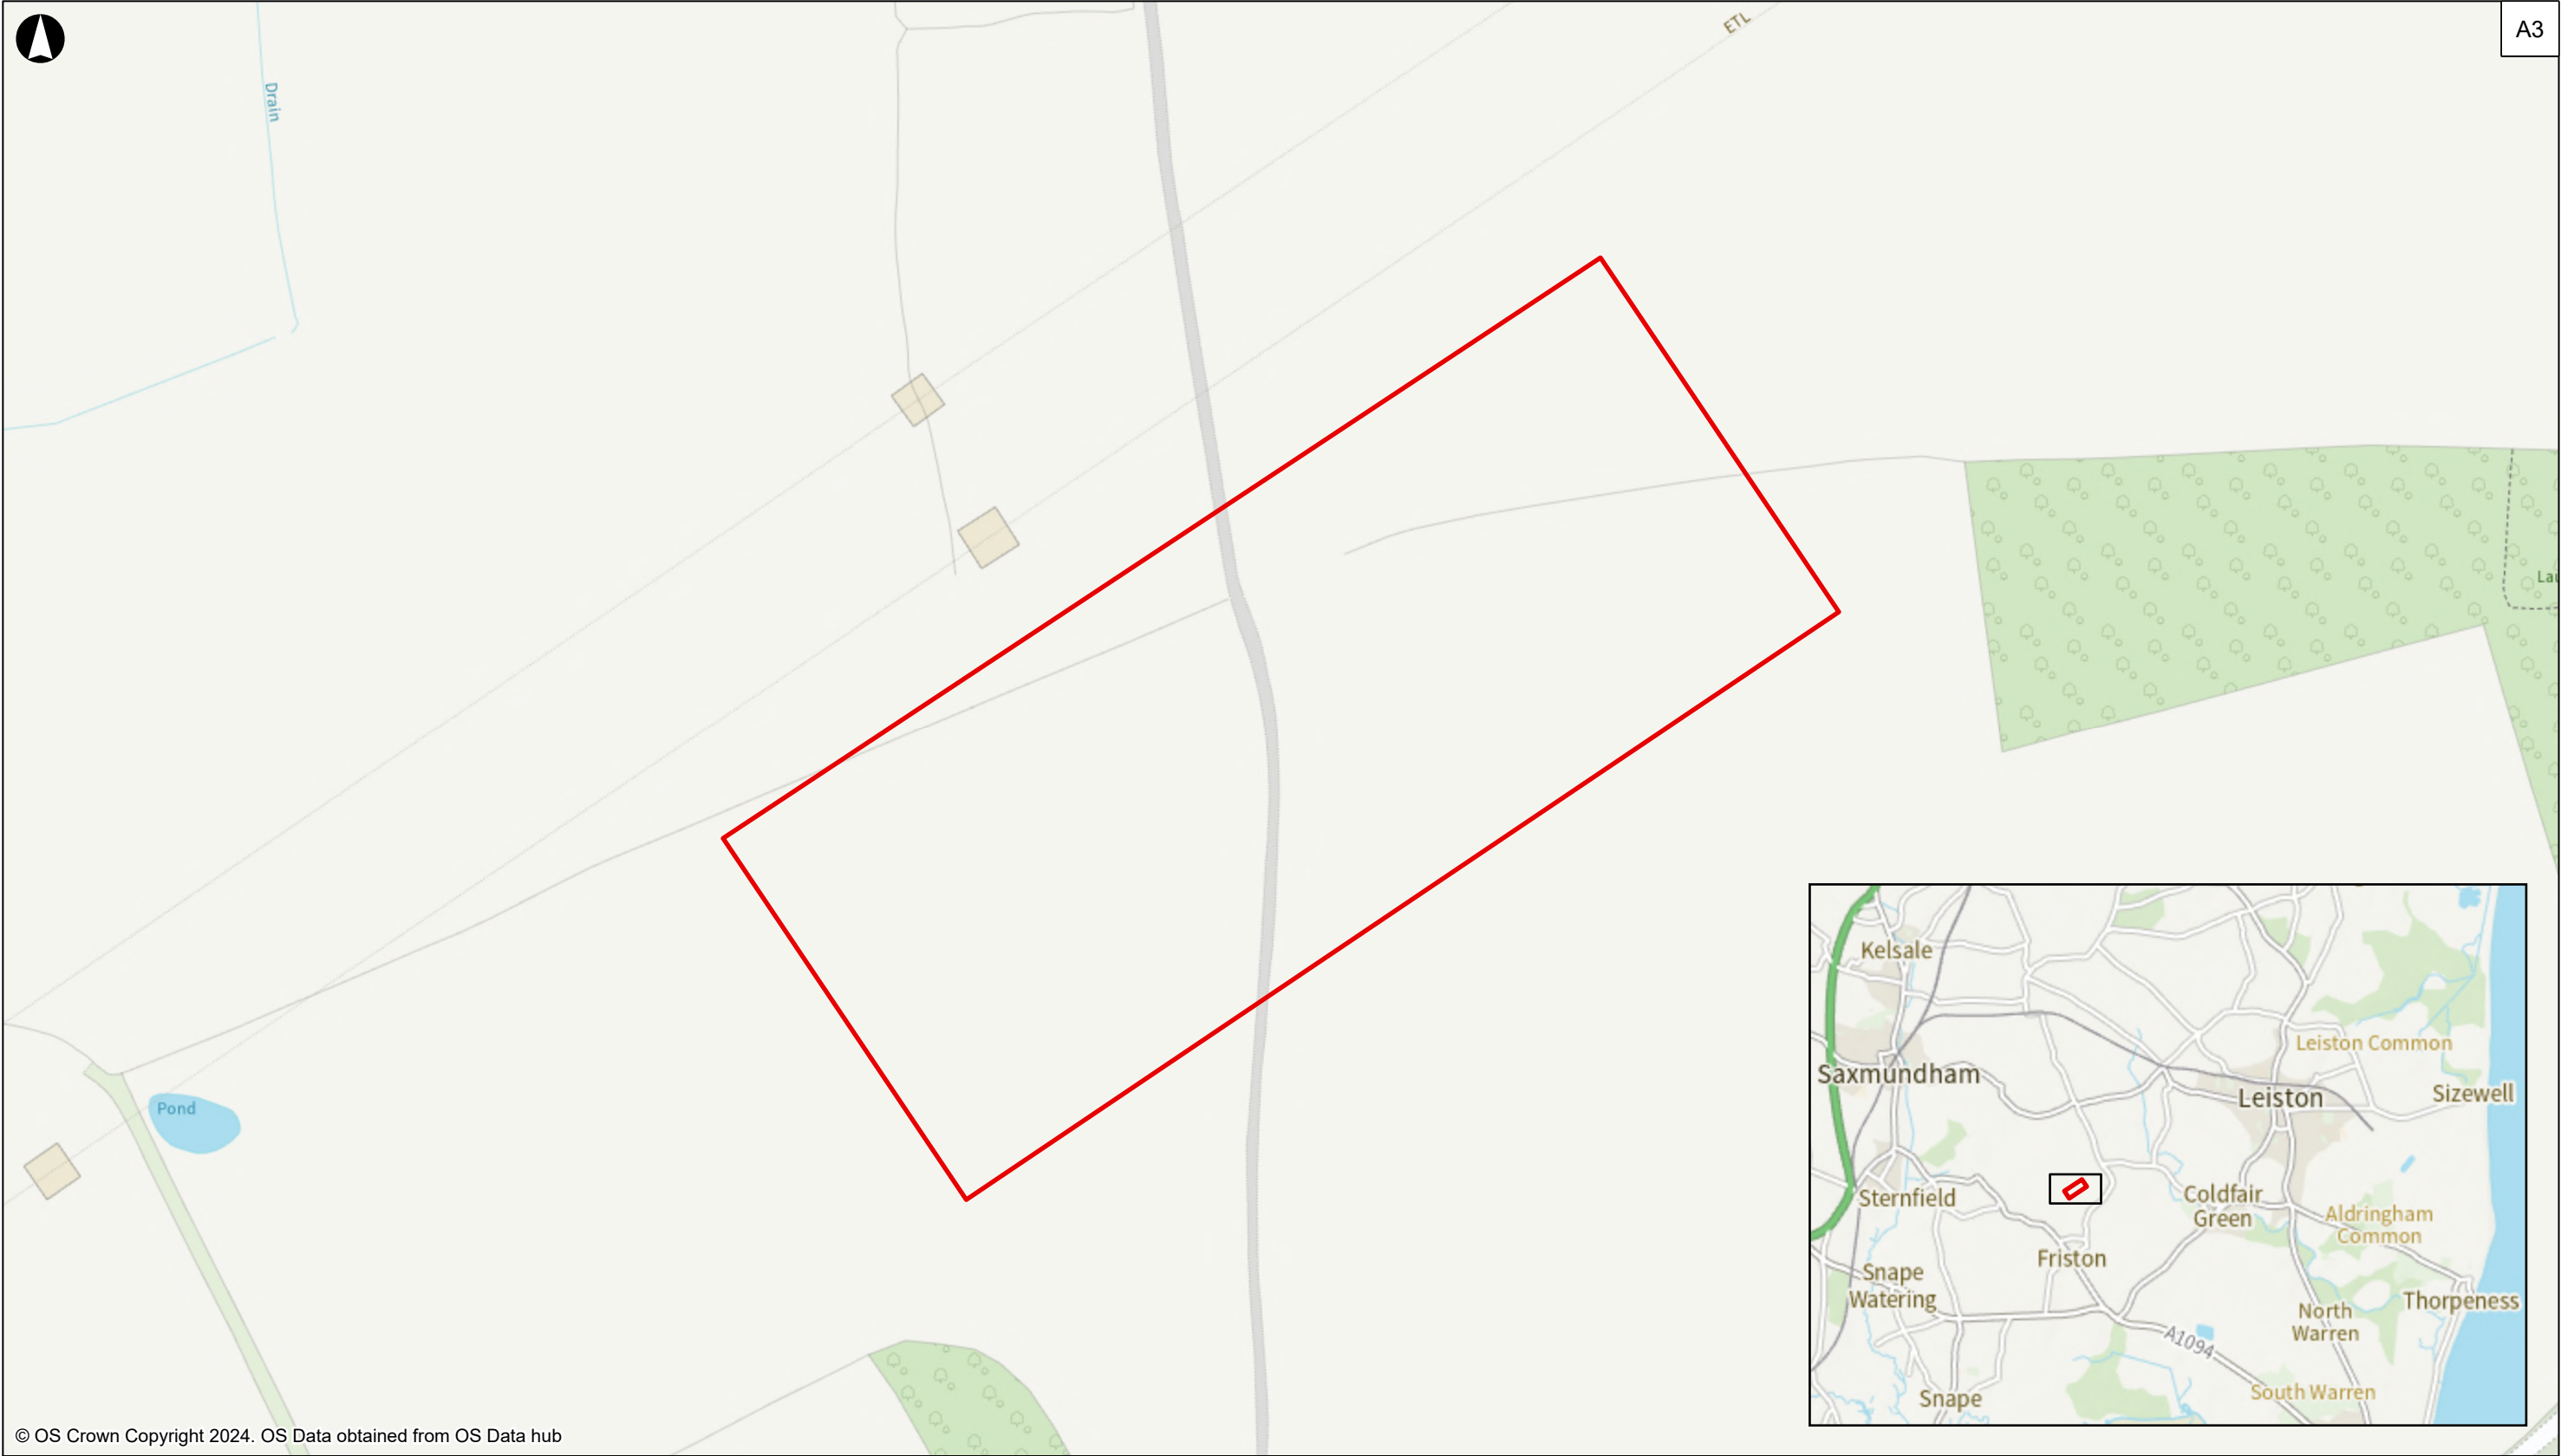 ETL
A3
Drain
Pond
Kelsale
Leiston Common
Saxmundham
Sizewell
Leiston
Sternfield
Coldfair
Green
Aldringham
Common
Friston
Snape
Watering
Thorpeness
North
Warren
A1094
South Warren
Snape
© OS Crown Copyright 2024. OS Data obtained from OS Data hub